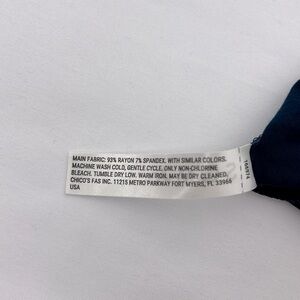 MAIN FABRIC: 93% RAYON 7% SPANDEX. WITH SIMILAR COLORS.
MACHINE WASH COLD, GENTLE CYCLE, ONLY NON-CHLORINE
BLEACH. TUMBLE DRY LOW. WARM IRON. MAY BE DRY CLEANED.
CHICO'S FAS INC. 11215 METRO PARKWAY FORT MYERS, FL 33966
USA